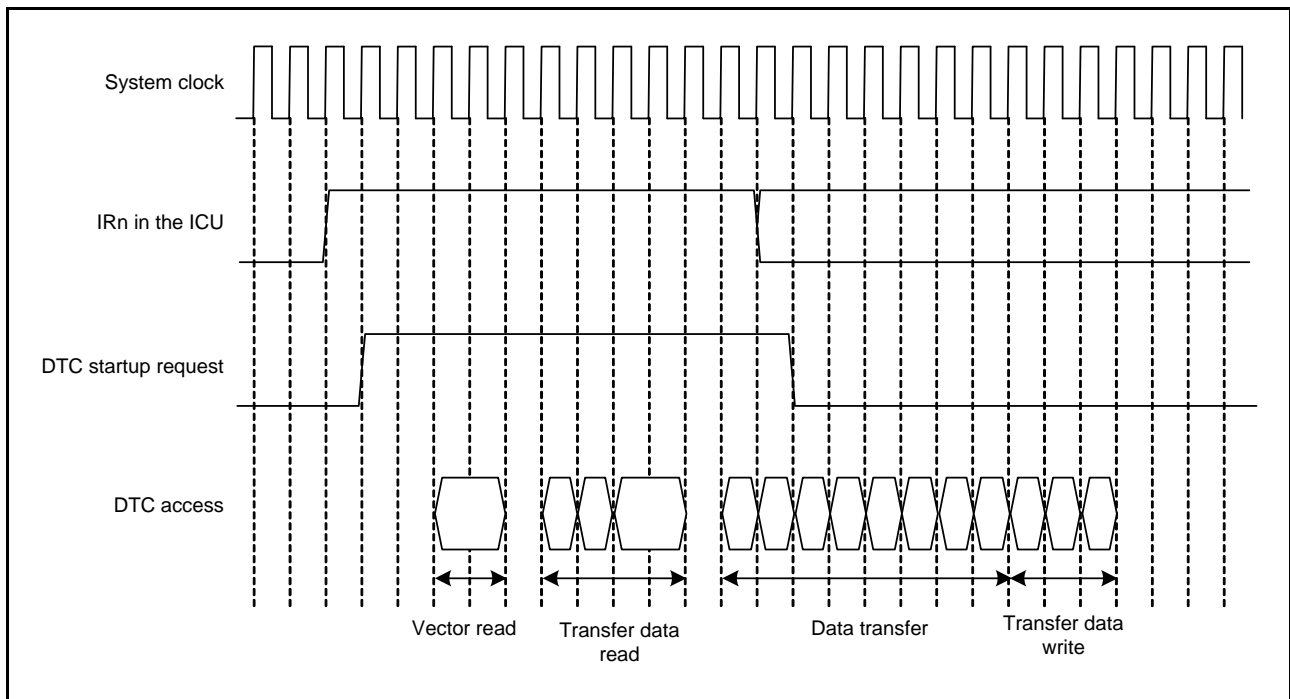 System clock
IRn in the ICU
DTC startup request
DTC access
Vector read
Transfer data
read
Data transfer
Transfer data
write